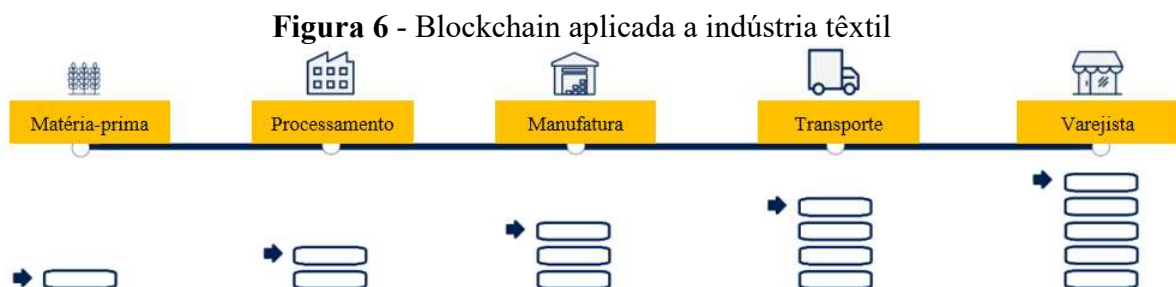 Figura 6 - Blockchain aplicada a indústria têxtil
Matéria-prima
Processamento
Manufatura
Transporte
Varejista